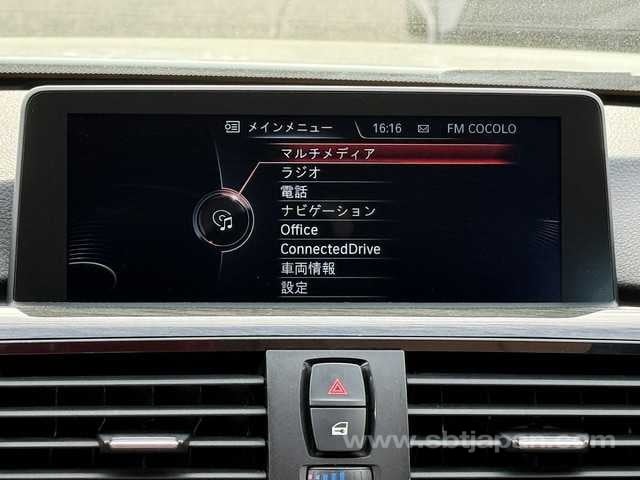 メインメニュー 16:16 FM COCOLO
マルチメディア
ラジオ
電話
ナビゲーション
Office
ConnectedDrive
車両情報
設定
www.sbtjapan.com